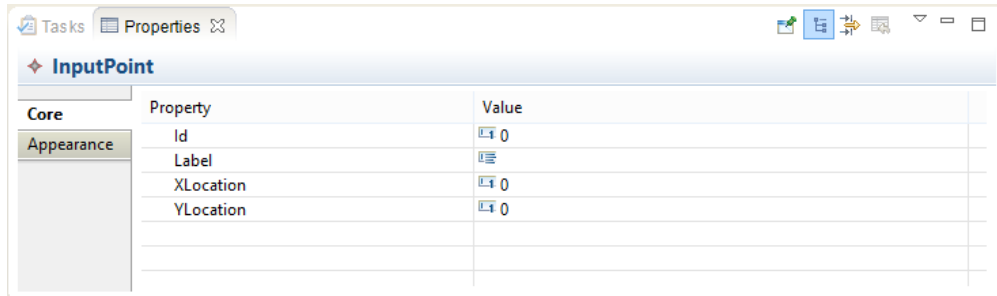 Tasks Properties
InputPoint
Core
Appearance
Property Value
Id 0
Label
XLocation 0
YLocation 0